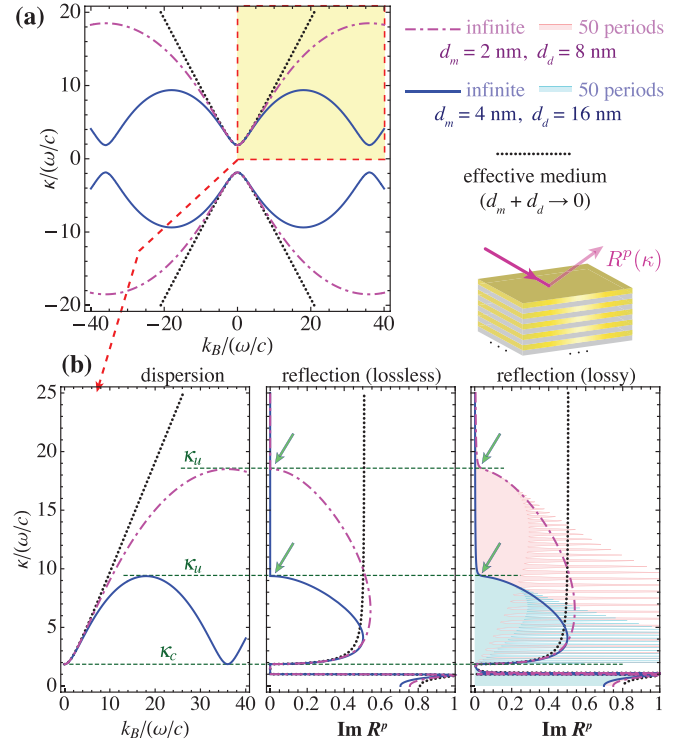 (a)
20
10
0
−10
−20
κ/(ω/c)
−40 −20 0 20 40
k_B/(ω/c)
infinite 50 periods
d_m = 2 nm, d_d = 8 nm
infinite 50 periods
d_m = 4 nm, d_d = 16 nm
effective medium
(d_m + d_d → 0)
R^p(κ)
(b)
dispersion reflection (lossless) reflection (lossy)
25
20
15
10
5
0
κ/(ω/c)
κ_u
κ_u
κ_c
0 10 20 30 40 0 0.2 0.4 0.6 0.8 1 0 0.2 0.4 0.6 0.8 1
k_B/(ω/c) Im R^p Im R^p